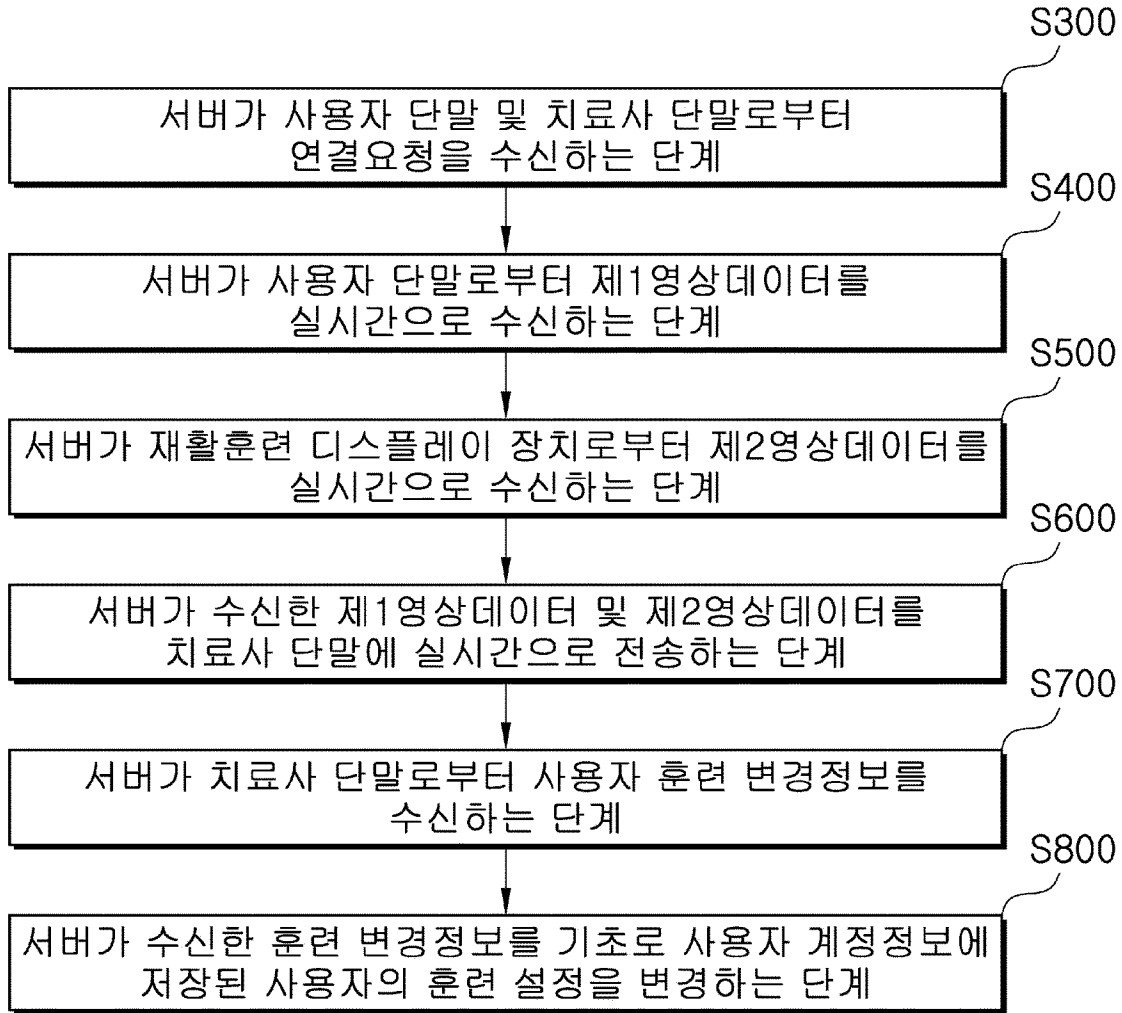 S300
서버가 사용자 단말 및 치료사 단말로부터
연결요청을 수신하는 단계
S400
서버가 사용자 단말로부터 제1영상데이터를
실시간으로 수신하는 단계
S500
서버가 재활훈련 디스플레이 장치로부터 제2영상데이터를
실시간으로 수신하는 단계
S600
서버가 수신한 제1영상데이터 및 제2영상데이터를
치료사 단말에 실시간으로 전송하는 단계
S700
서버가 치료사 단말로부터 사용자 훈련 변경정보를
수신하는 단계
S800
서버가 수신한 훈련 변경정보를 기초로 사용자 계정정보에
저장된 사용자의 훈련 설정을 변경하는 단계